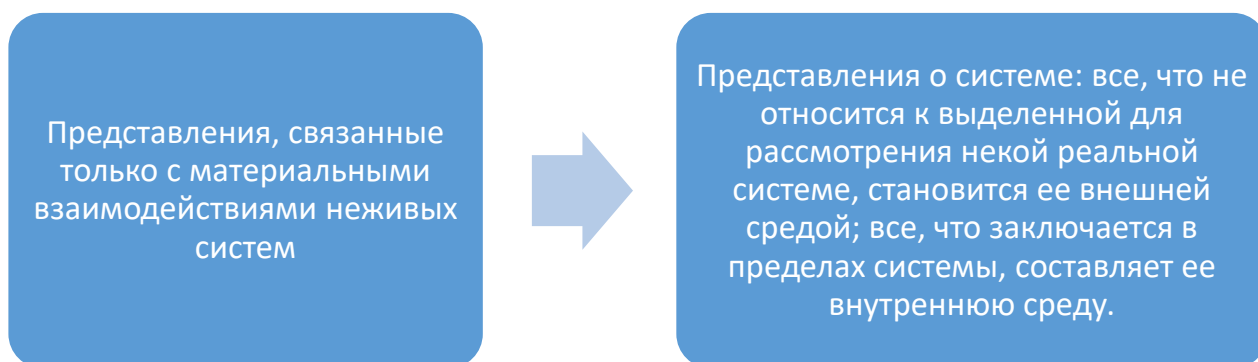 Представления, связанные
только с материальными
взаимодействиями неживых
систем
Представления о системе: все, что не
относится к выделенной для
рассмотрения некой реальной
системе, становится ее внешней
средой; все, что заключается в
пределах системы, составляет ее
внутреннюю среду.